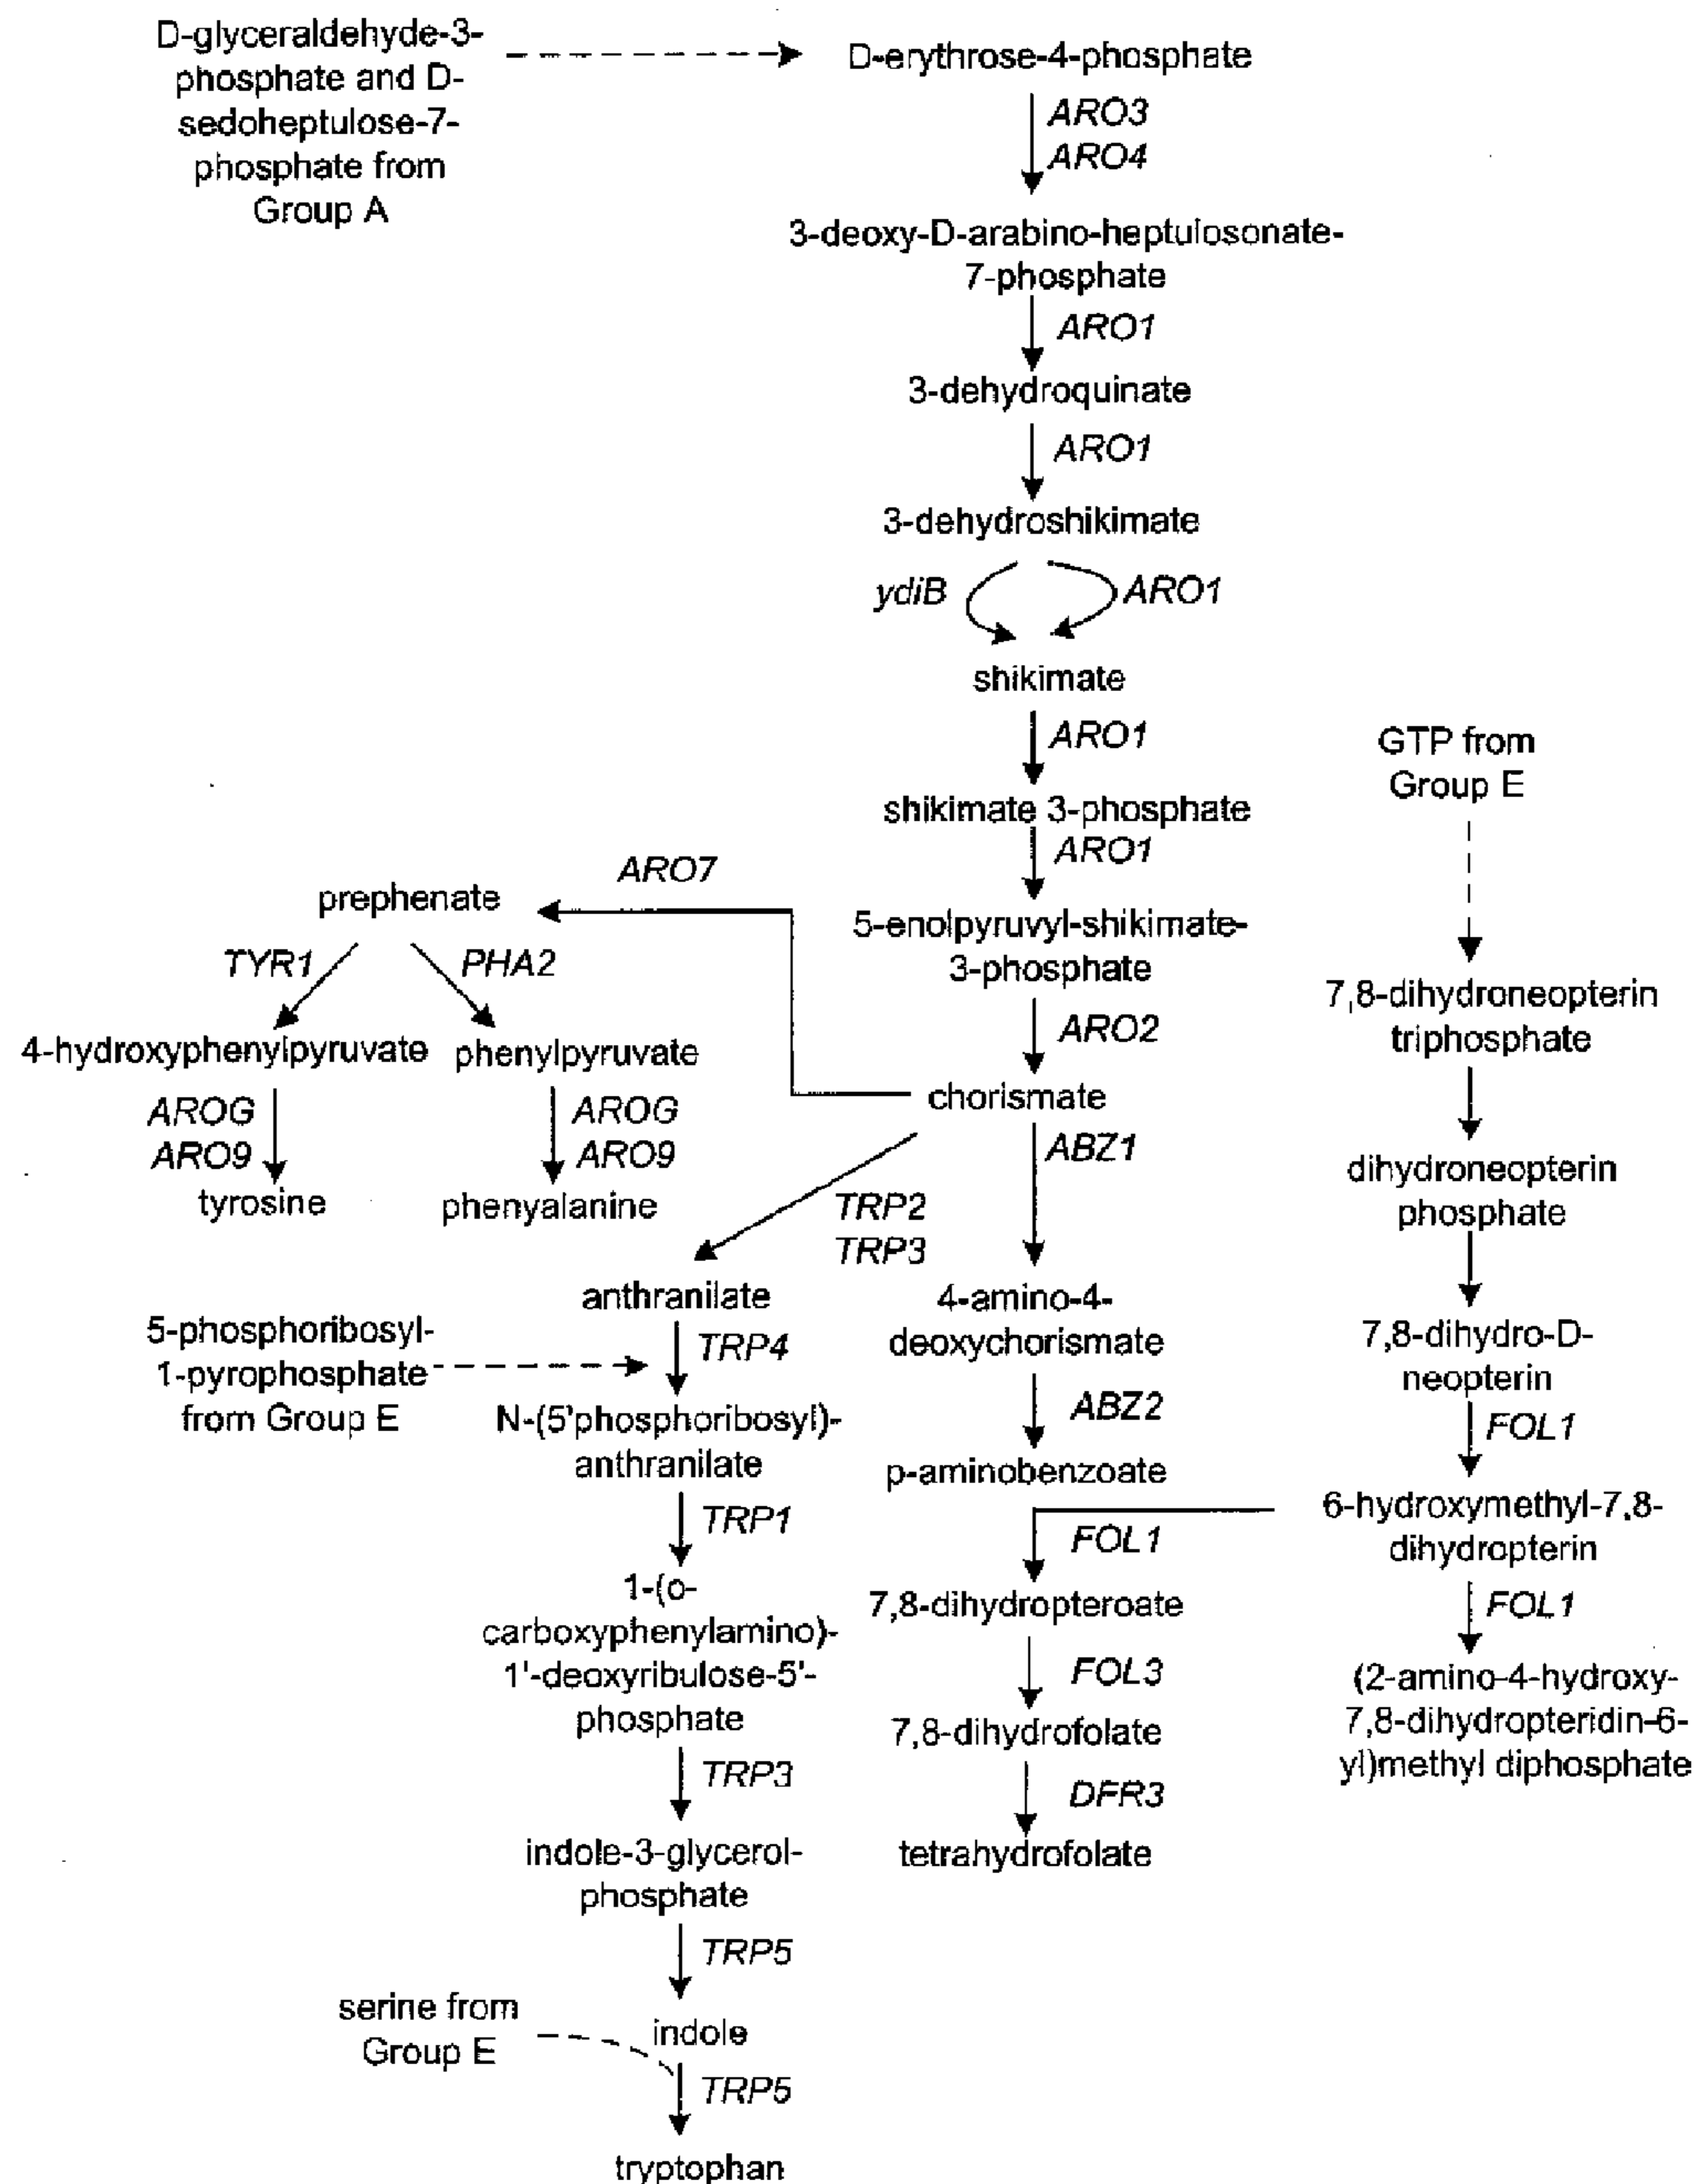 D-glyceraldehyde-3-
phosphate and D-
sedoheptulose-7-
phosphate from
Group A
D-erythrose-4-phosphate
ARO3
ARO4
3-deoxy-D-arabino-heptulosonate-
7-phosphate
ARO1
3-dehydroquinate
ARO1
3-dehydroshikimate
ydiB
ARO1
shikimate
ARO1
shikimate 3-phosphate
ARO1
5-enolpyruvyl-shikimate-
3-phosphate
ARO2
chorismate
ARO7
prephenate
TYR1
PHA2
4-hydroxyphenylpyruvate
phenylpyruvate
AROG
ARO9
AROG
ARO9
tyrosine
phenyalanine
TRP2
TRP3
anthranilate
5-phosphoribosyl-
1-pyrophosphate
from Group E
TRP4
N-(5'phosphoribosyl)-
anthranilate
TRP1
1-(o-
carboxyphenylamino)-
1'-deoxyribulose-5'-
phosphate
TRP3
indole-3-glycerol-
phosphate
TRP5
serine from
Group E
indole
TRP5
tryptophan
ABZ1
4-amino-4-
deoxychorismate
ABZ2
p-aminobenzoate
FOL1
7,8-dihydropteroate
FOL3
7,8-dihydrofolate
DFR3
tetrahydrofolate
GTP from
Group E
7,8-dihydroneopterin
triphosphate
dihydroneopterin
phosphate
7,8-dihydro-D-
neopterin
FOL1
6-hydroxymethyl-7,8-
dihydropterin
FOL1
(2-amino-4-hydroxy-
7,8-dihydropteridin-6-
yl)methyl diphosphate